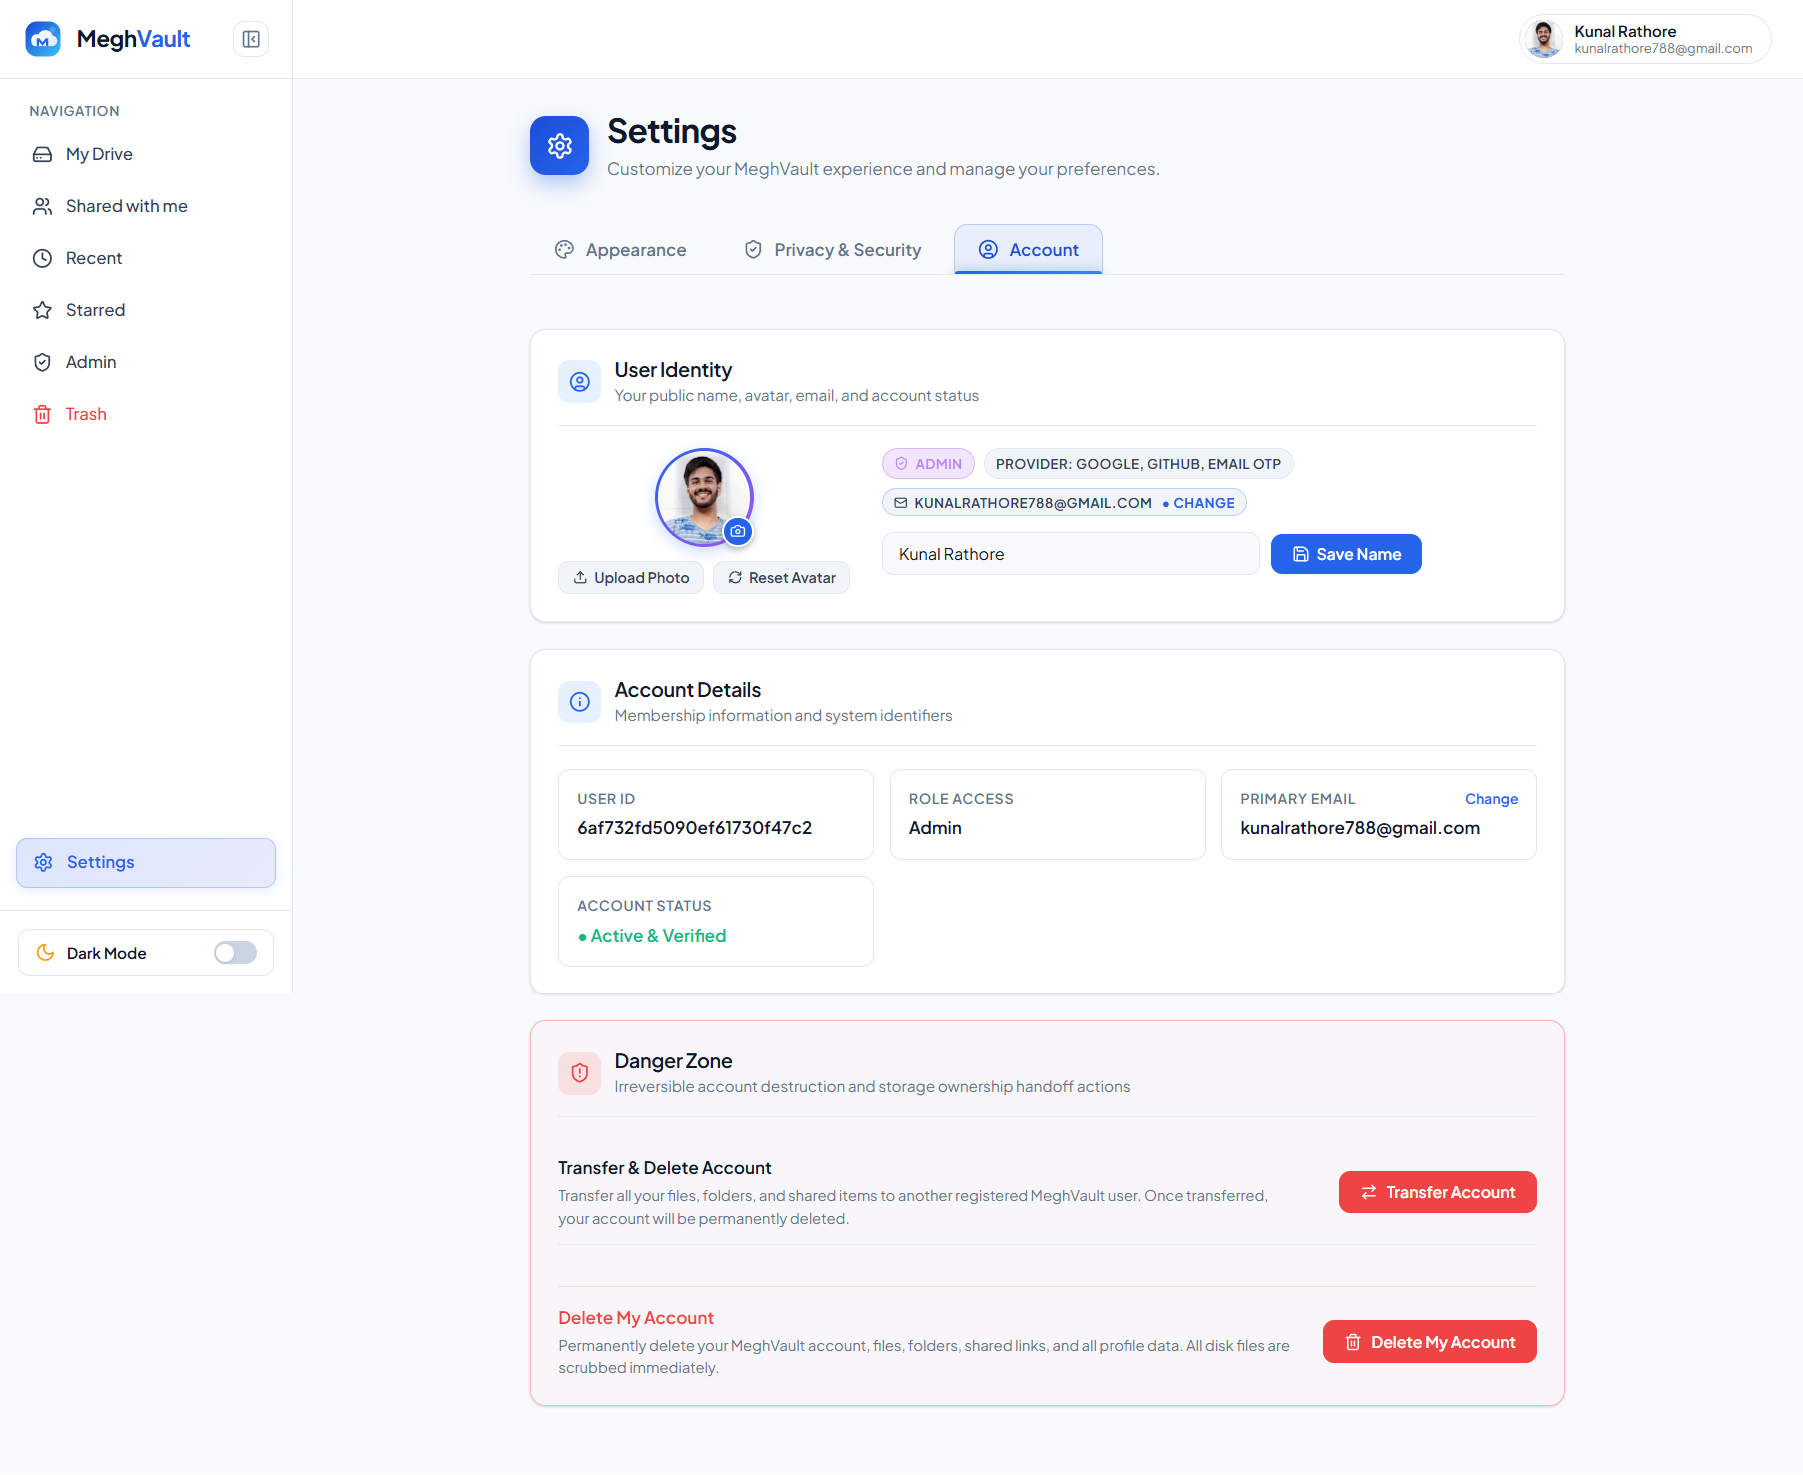 MeghVault
Kunal Rathore
kunalrathore788@gmail.com
NAVIGATION
My Drive
Shared with me
Recent
Starred
Admin
Trash
Settings
Dark Mode
Settings
Customize your MeghVault experience and manage your preferences.
Appearance
Privacy & Security
Account
User Identity
Your public name, avatar, email, and account status
ADMIN
PROVIDER: GOOGLE, GITHUB, EMAIL OTP
KUNALRATHORE788@GMAIL.COM • CHANGE
Kunal Rathore
Save Name
Upload Photo
Reset Avatar
Account Details
Membership information and system identifiers
USER ID
6af732fd5090ef61730f47c2
ROLE ACCESS
Admin
PRIMARY EMAIL
Change
kunalrathore788@gmail.com
ACCOUNT STATUS
• Active & Verified
Danger Zone
Irreversible account destruction and storage ownership handoff actions
Transfer & Delete Account
Transfer all your files, folders, and shared items to another registered MeghVault user. Once transferred,
your account will be permanently deleted.
Transfer Account
Delete My Account
Permanently delete your MeghVault account, files, folders, shared links, and all profile data. All disk files are
scrubbed immediately.
Delete My Account